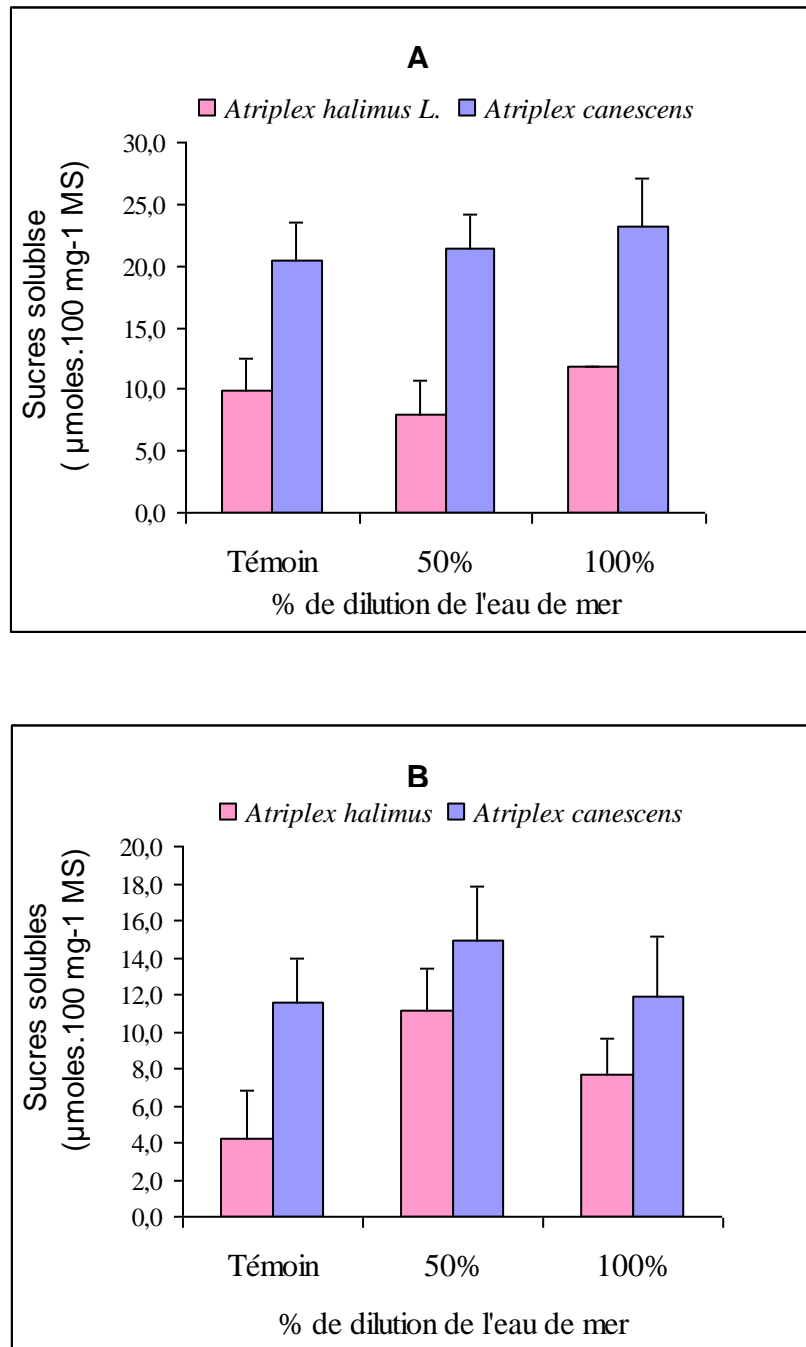 A
Atriplex halimus L. Atriplex canescens
Sucres solublse
( µmoles.100 mg-1 MS)
30,0
25,0
20,0
15,0
10,0
5,0
0,0
Témoin 50% 100%
% de dilution de l'eau de mer
B
Atriplex halimus Atriplex canescens
Sucres solubles
(µmoles.100 mg-1 MS)
20,0
18,0
16,0
14,0
12,0
10,0
8,0
6,0
4,0
2,0
0,0
Témoin 50% 100%
% de dilution de l'eau de mer